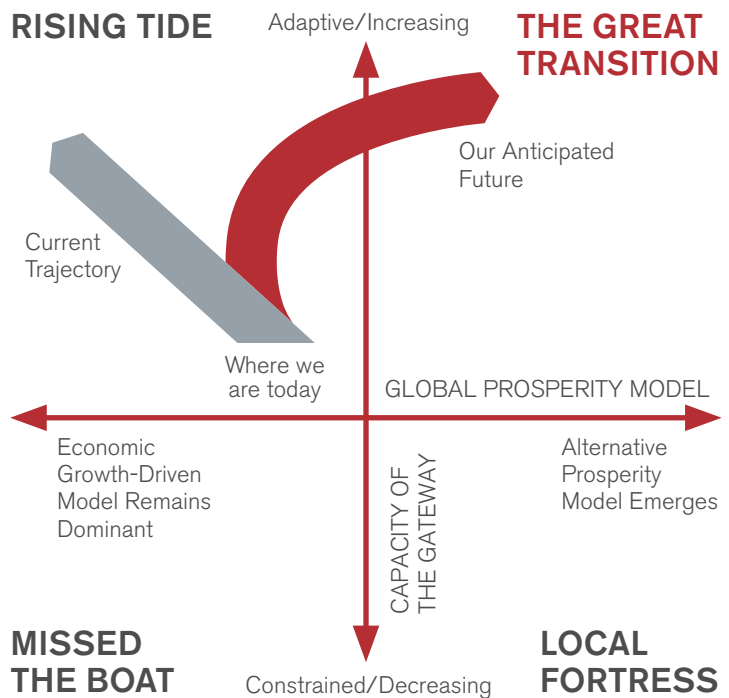 RISING TIDE
Adaptive/Increasing
THE GREAT
TRANSITION
Our Anticipated
Future
Current
Trajectory
Where we
are today
GLOBAL PROSPERITY MODEL
Economic
Growth-Driven
Model Remains
Dominant
CAPACITY OF
THE GATEWAY
Alternative
Prosperity
Model Emerges
MISSED
THE BOAT
Constrained/Decreasing
LOCAL
FORTRESS